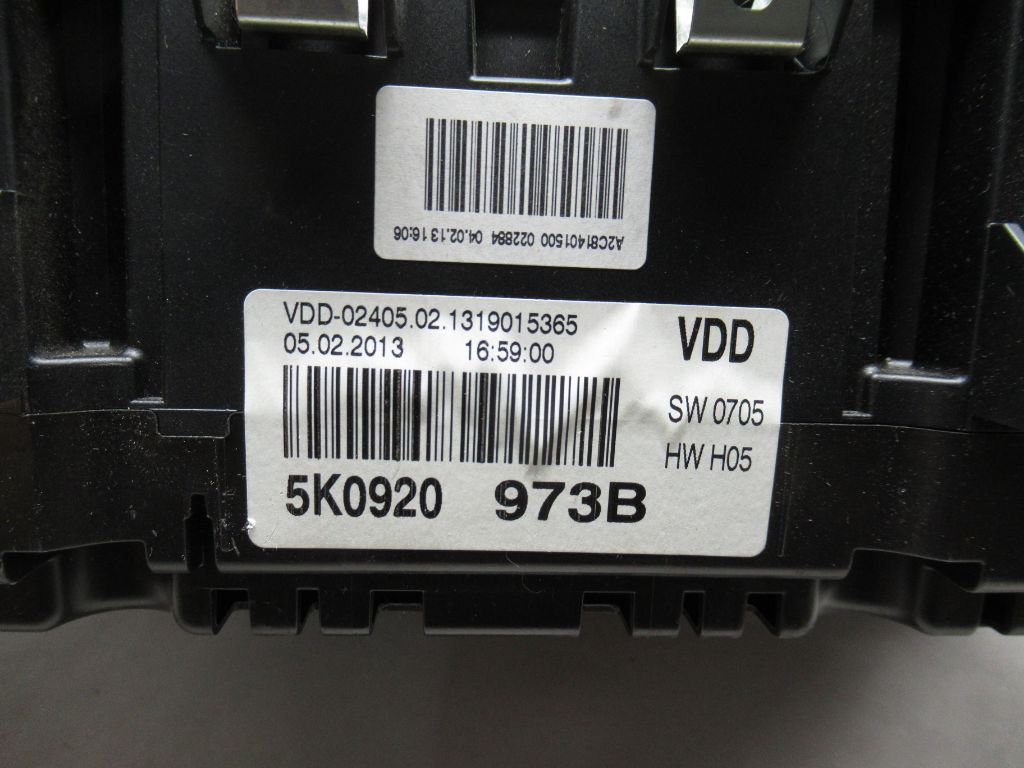 A2C81401500 022884 04.02.13 16:06
VDD-02405.02.1319015365
05.02.2013 16:59:00
VDD
SW 0705
HW H05
5K0920 973B